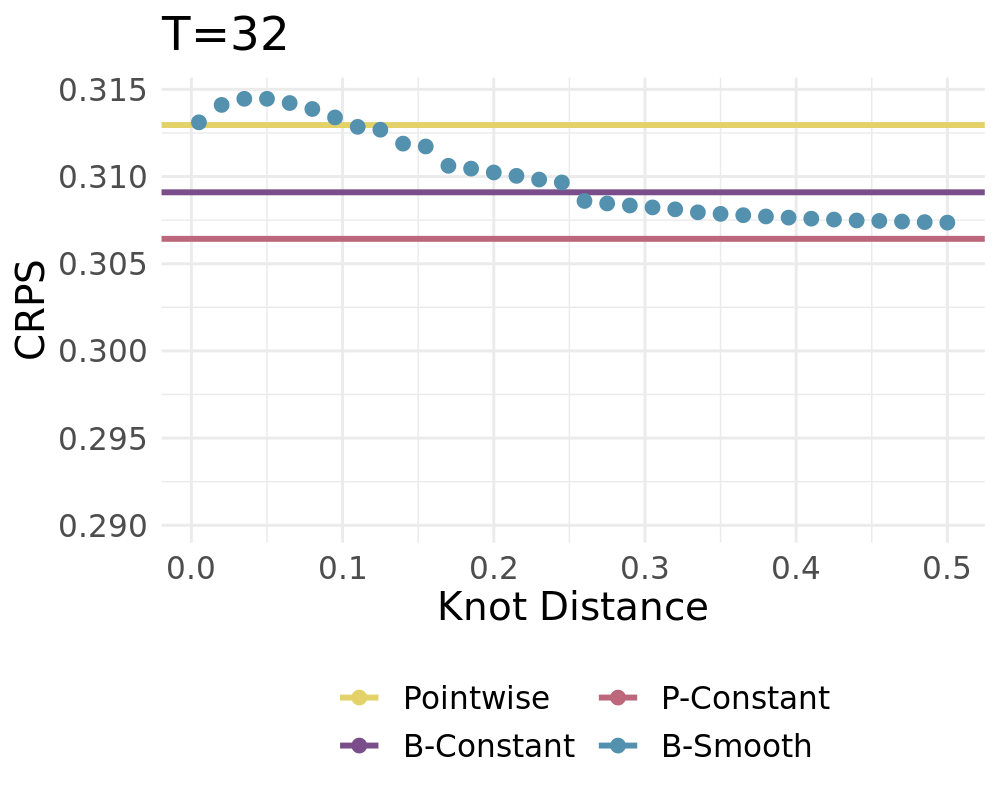 T=32
0.315
0.310
0.305
0.300
0.295
0.290
CRPS
0.0 0.1 0.2 0.3 0.4 0.5
Knot Distance
Pointwise P-Constant
B-Constant B-Smooth